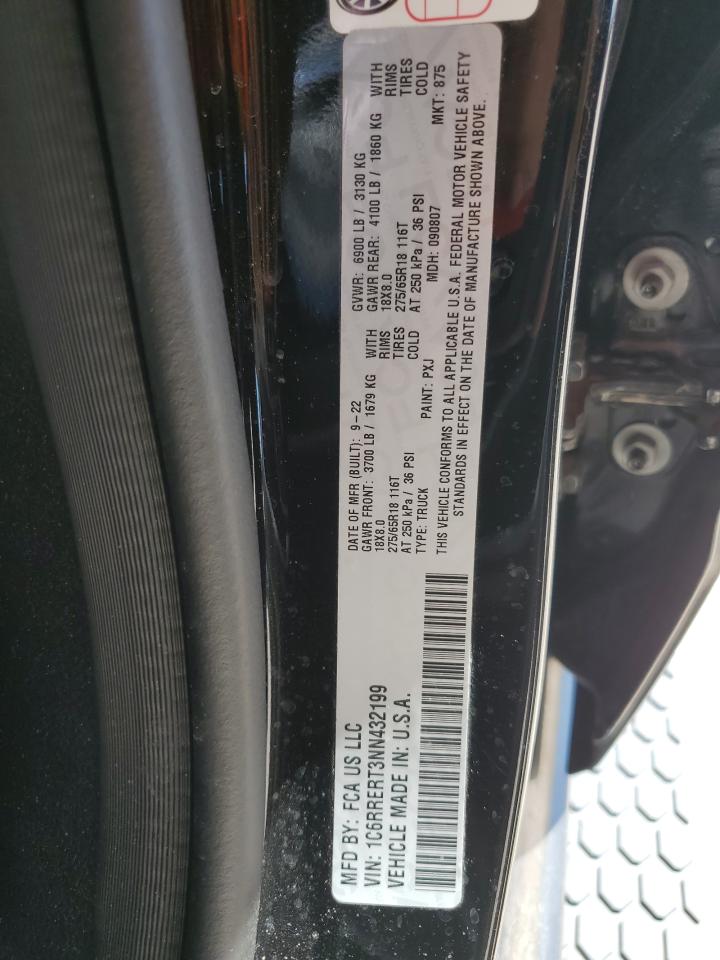 MFD BY: FCA US LLC
VIN: 1C6RRERT3NN432199
VEHICLE MADE IN: U.S.A.
DATE OF MFR (BUILT): 9-22 GVWR: 6900 LB / 3130 KG
GAWR FRONT: 3700 LB / 1679 KG WITH GAWR REAR: 4100 LB / 1860 KG WITH
18X8.0 RIMS 18X8.0 RIMS
275/65R18 116T TIRES 275/65R18 116T TIRES
AT 250 kPa / 36 PSI COLD AT 250 kPa / 36 PSI COLD
TYPE: TRUCK PAINT: PXJ MDH: 090807 MKT: 875
THIS VEHICLE CONFORMS TO ALL APPLICABLE U.S.A. FEDERAL MOTOR VEHICLE SAFETY
STANDARDS IN EFFECT ON THE DATE OF MANUFACTURE SHOWN ABOVE.